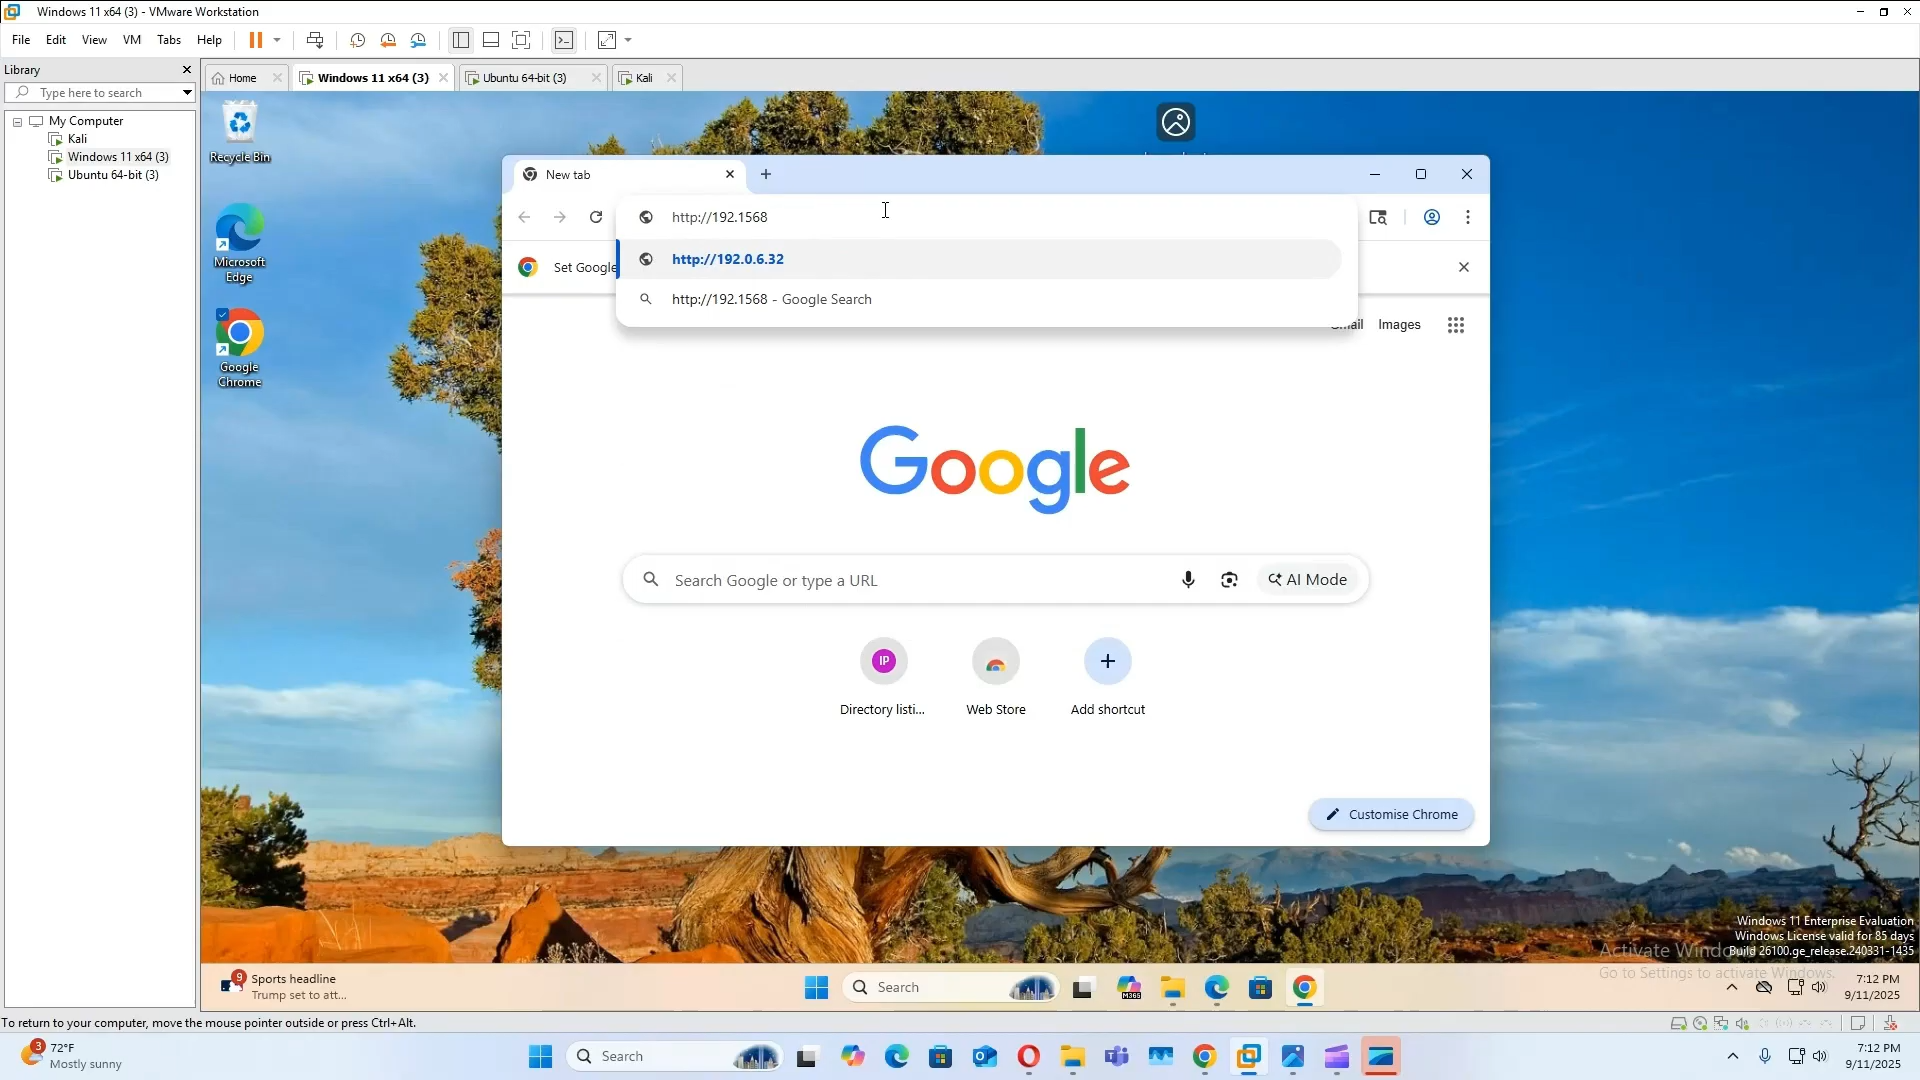 Windows 11 x64 (3) - VMware Workstation
File Edit View VM Tabs Help
Library
Type here to search
My Computer
Kali
Windows 11 x64 (3)
Ubuntu 64-bit (3)
Home
Windows 11 x64 (3)
Ubuntu 64-bit (3)
Kali
Recycle Bin
Microsoft
Edge
Google
Chrome
New tab
http://192.1568
http://192.0.6.32
http://192.1568 - Google Search
Set Google
Images
Google
Search Google or type a URL
AI Mode
IP
Directory listi...
Web Store
Add shortcut
Customise Chrome
Windows 11 Enterprise Evaluation
Windows License valid for 85 days
Build 26100.ge_release.240331-1435
Go to Settings to activate Windows.
9
Sports headline
Trump set to att...
Search
M365
7:12 PM
9/11/2025
To return to your computer, move the mouse pointer outside or press Ctrl+Alt.
3
72°F
Mostly sunny
Search
7:12 PM
9/11/2025